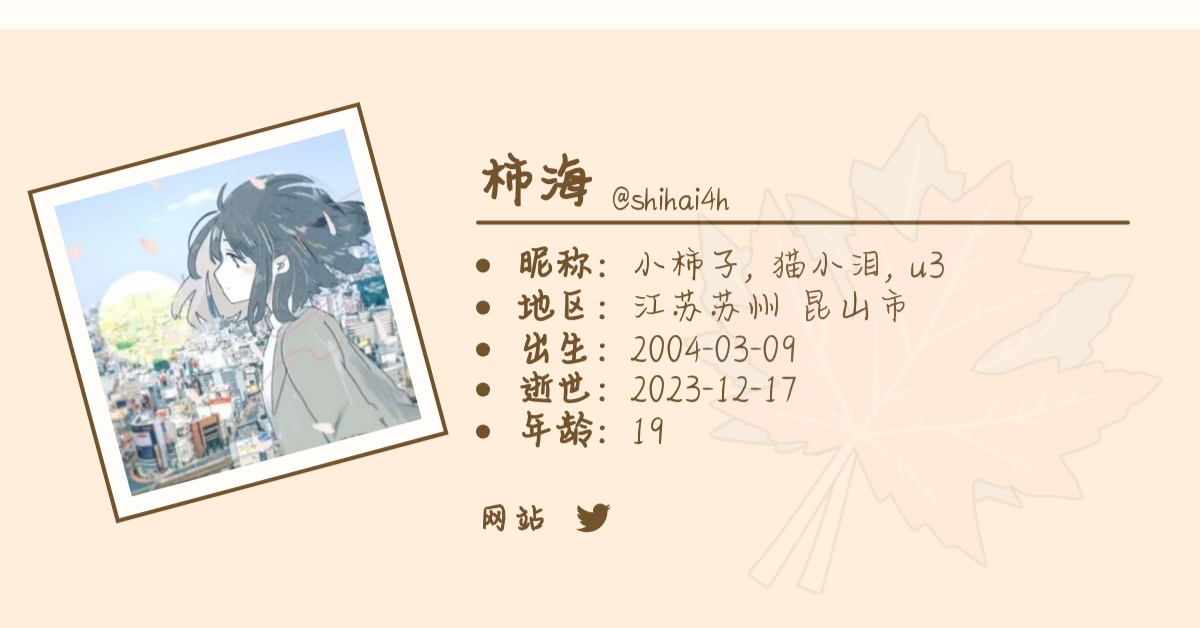 柿海 @shihai4h
• 昵称：小柿子, 猫小泪, u3
• 地区：江苏苏州 昆山市
• 出生：2004-03-09
• 逝世：2023-12-17
• 年龄：19
网站